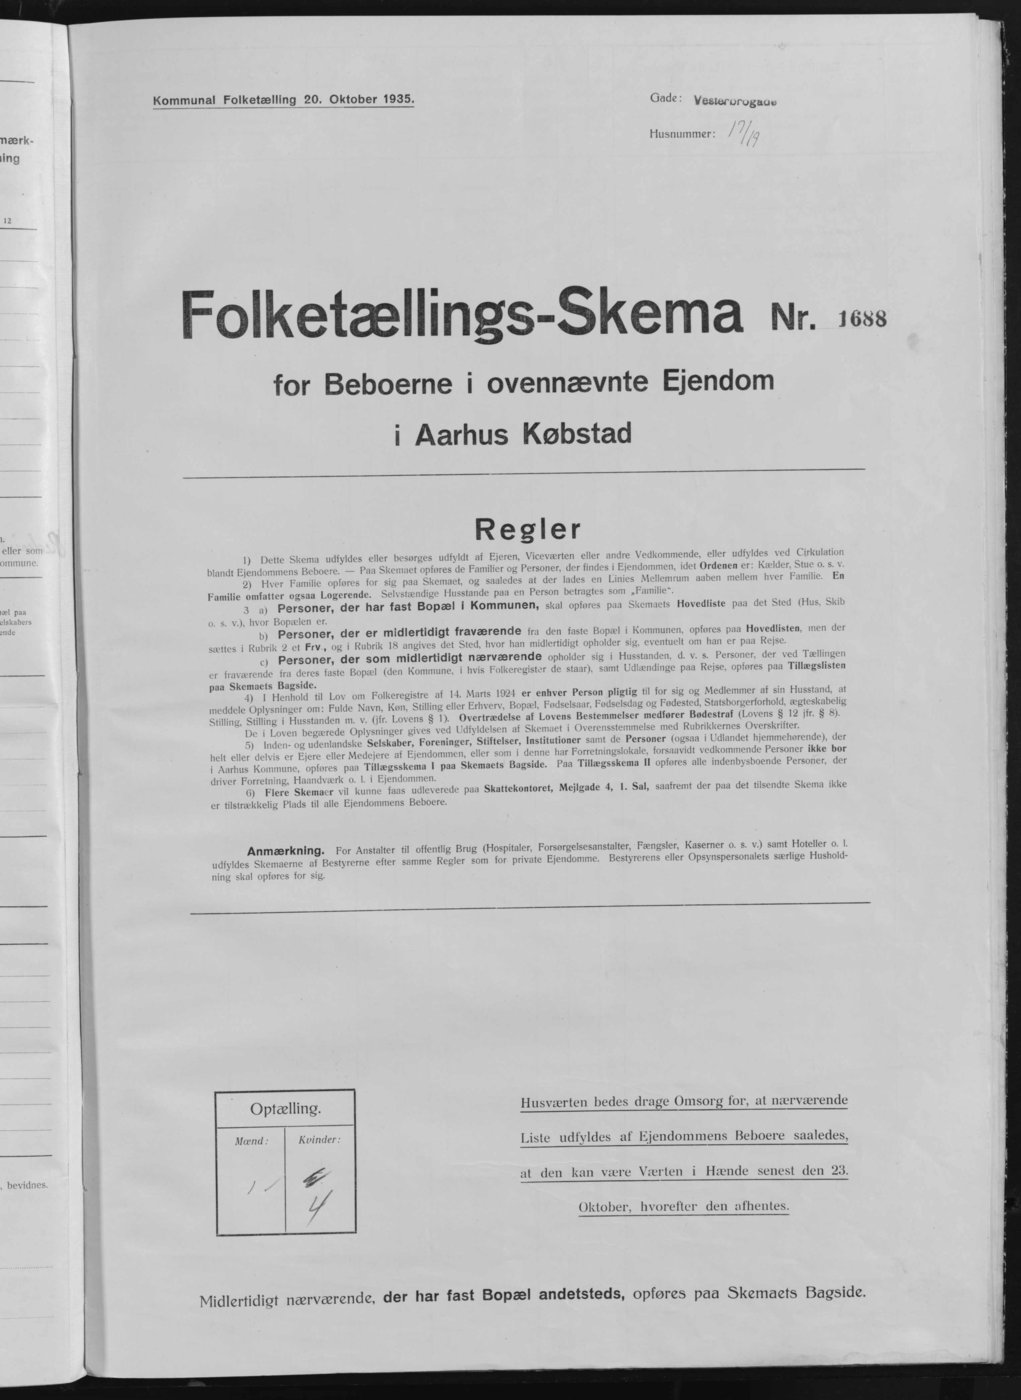 mærk-
ning
12
eller som
ommune.
elskabers
ende
, bevidnes.
Kommunal Folketælling 20. Oktober 1935.
Gade: Vesterbrogade
Husnummer: 17/19
Folketællings-Skema Nr. 1688
for Beboerne i ovennævnte Ejendom
i Aarhus Købstad
Regler
1) Dette Skema udfyldes eller besørges udfyldt af Ejeren, Viceværten eller andre Vedkommende, eller udfyldes ved Cirkulation
blandt Ejendommens Beboere. — Paa Skemaet opføres de Familier og Personer, der findes i Ejendommen, idet Ordenen er: Kælder, Stue o. s. v.
2) Hver Familie opføres for sig paa Skemaet, og saaledes at der lades en Linies Mellemrum aaben mellem hver Familie. En
Familie omfatter ogsaa Logerende. Selvstændige Husstande paa en Person betragtes som „Familie“.
3 a) Personer, der har fast Bopæl i Kommunen, skal opføres paa Skemaets Hovedliste paa det Sted (Hus, Skib
o. s. v.), hvor Bopælen er.
b) Personer, der er midlertidigt fraværende fra den faste Bopæl i Kommunen, opføres paa Hovedlisten, men der
sættes i Rubrik 2 et Frv., og i Rubrik 18 angives det Sted, hvor han midlertidigt opholder sig, eventuelt om han er paa Rejse.
c) Personer, der som midlertidigt nærværende opholder sig i Husstanden, d. v. s. Personer, der ved Tællingen
er fraværende fra deres faste Bopæl (den Kommune, i hvis Folkeregister de staar), samt Udlændinge paa Rejse, opføres paa Tillægslisten
paa Skemaets Bagside.
4) I Henhold til Lov om Folkeregistre af 14. Marts 1924 er enhver Person pligtig til for sig og Medlemmer af sin Husstand, at
meddele Oplysninger om: Fulde Navn, Køn, Stilling eller Erhverv, Bopæl, Fødselsaar, Fødselsdag og Fødested, Statsborgerforhold, ægteskabelig
Stilling, Stilling i Husstanden m. v. (jfr. Lovens § 1). Overtrædelse af Lovens Bestemmelser medfører Bødestraf (Lovens § 12 jfr. § 8).
De i Loven begærede Oplysninger gives ved Udfyldelsen af Skemaet i Overensstemmelse med Rubrikkernes Overskrifter.
5) Inden- og udenlandske Selskaber, Foreninger, Stiftelser, Institutioner samt de Personer (ogsaa i Udlandet hjemmehørende), der
helt eller delvis er Ejere eller Medejere af Ejendommen, eller som i denne har Forretningslokale, forsaavidt vedkommende Personer ikke bor
i Aarhus Kommune, opføres paa Tillægsskema I paa Skemaets Bagside. Paa Tillægsskema II opføres alle indenbysboende Personer, der
driver Forretning, Haandværk o. l. i Ejendommen.
6) Flere Skemaer vil kunne faas udleverede paa Skattekontoret, Mejlgade 4, 1. Sal, saafremt der paa det tilsendte Skema ikke
er tilstrækkelig Plads til alle Ejendommens Beboere.
Anmærkning. For Anstalter til offentlig Brug (Hospitaler, Forsørgelsesanstalter, Fængsler, Kaserner o. s. v.) samt Hoteller o. l.
udfyldes Skemaerne af Bestyrerne efter samme Regler som for private Ejendomme. Bestyrerens eller Opsynspersonalets særlige Hushold-
ning skal opføres for sig.
Optælling.
Mænd: Kvinder:
1 4
Husværten bedes drage Omsorg for, at nærværende
Liste udfyldes af Ejendommens Beboere saaledes,
at den kan være Værten i Hænde senest den 23.
Oktober, hvorefter den afhentes.
Midlertidigt nærværende, der har fast Bopæl andetsteds, opføres paa Skemaets Bagside.